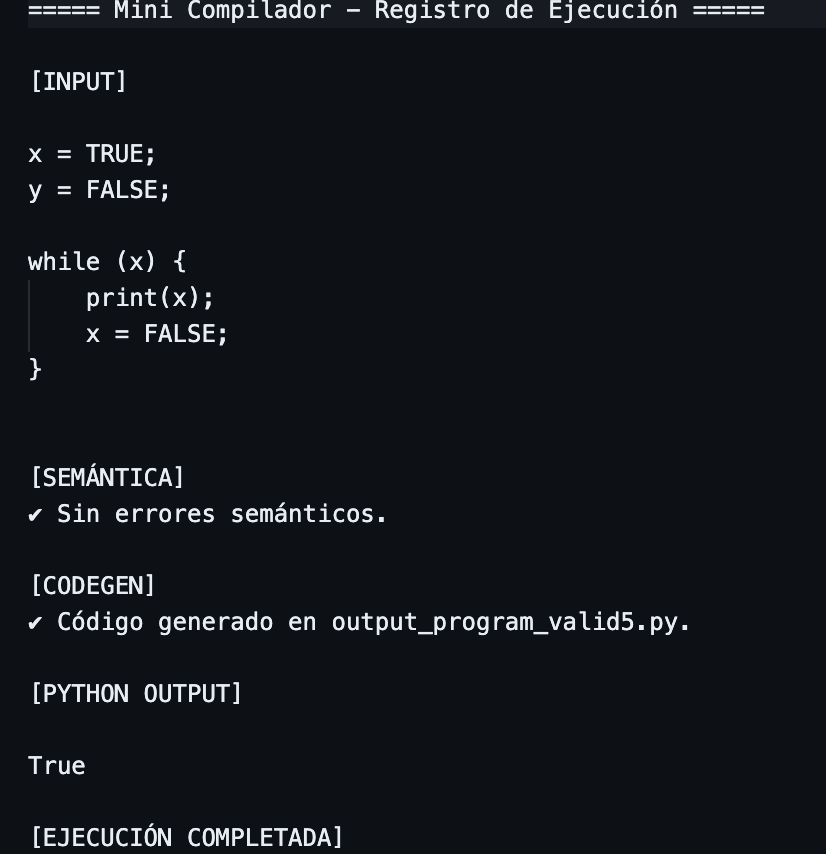 ===== Mini Compilador – Registro de Ejecución =====
[INPUT]
x = TRUE;
y = FALSE;
while (x) {
    print(x);
    x = FALSE;
}
[SEMÁNTICA]
✔ Sin errores semánticos.
[CODEGEN]
✔ Código generado en output_program_valid5.py.
[PYTHON OUTPUT]
True
[EJECUCIÓN COMPLETADA]